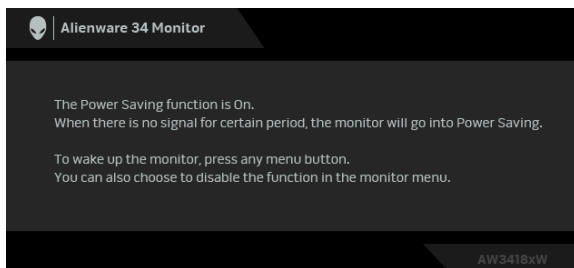 Alienware 34 Monitor
The Power Saving function is On.
When there is no signal for certain period, the monitor will go into Power Saving.
To wake up the monitor, press any menu button.
You can also choose to disable the function in the monitor menu.
AW3418xW